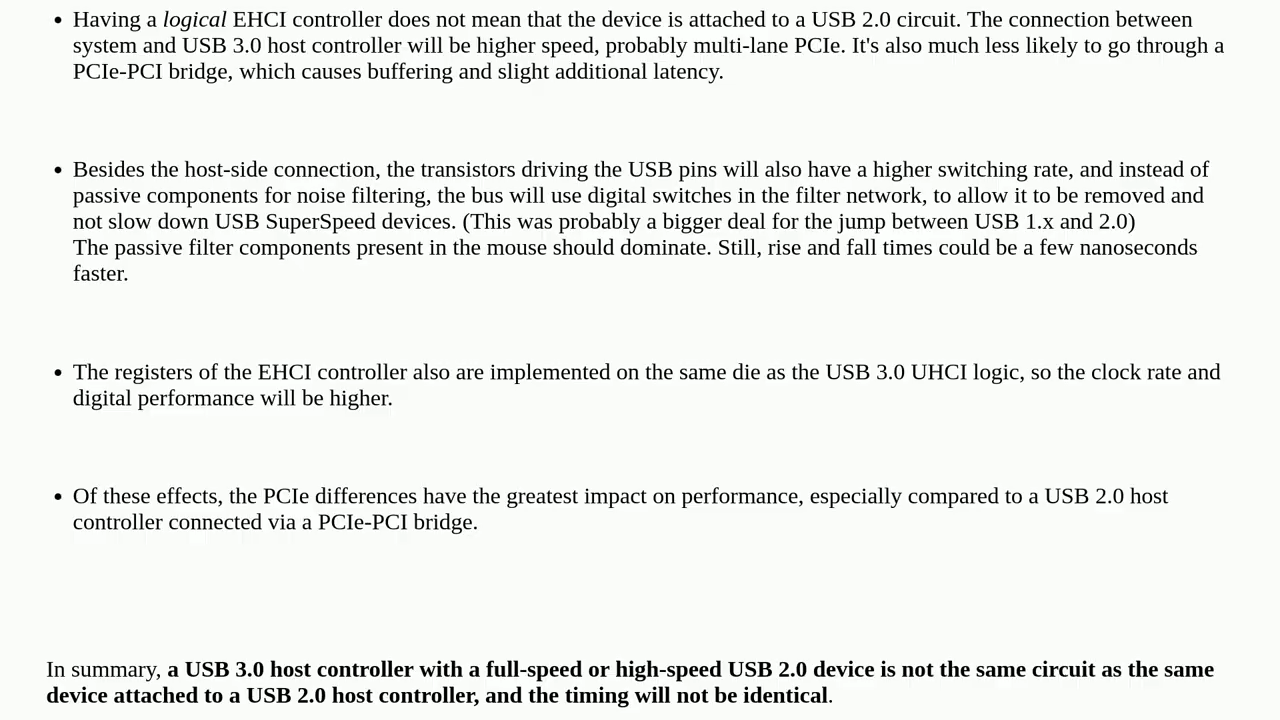 • Having a logical EHCI controller does not mean that the device is attached to a USB 2.0 circuit. The connection between
system and USB 3.0 host controller will be higher speed, probably multi-lane PCIe. It's also much less likely to go through a
PCIe-PCI bridge, which causes buffering and slight additional latency.
• Besides the host-side connection, the transistors driving the USB pins will also have a higher switching rate, and instead of
passive components for noise filtering, the bus will use digital switches in the filter network, to allow it to be removed and
not slow down USB SuperSpeed devices. (This was probably a bigger deal for the jump between USB 1.x and 2.0)
The passive filter components present in the mouse should dominate. Still, rise and fall times could be a few nanoseconds
faster.
• The registers of the EHCI controller also are implemented on the same die as the USB 3.0 UHCI logic, so the clock rate and
digital performance will be higher.
• Of these effects, the PCIe differences have the greatest impact on performance, especially compared to a USB 2.0 host
controller connected via a PCIe-PCI bridge.
In summary, a USB 3.0 host controller with a full-speed or high-speed USB 2.0 device is not the same circuit as the same
device attached to a USB 2.0 host controller, and the timing will not be identical.